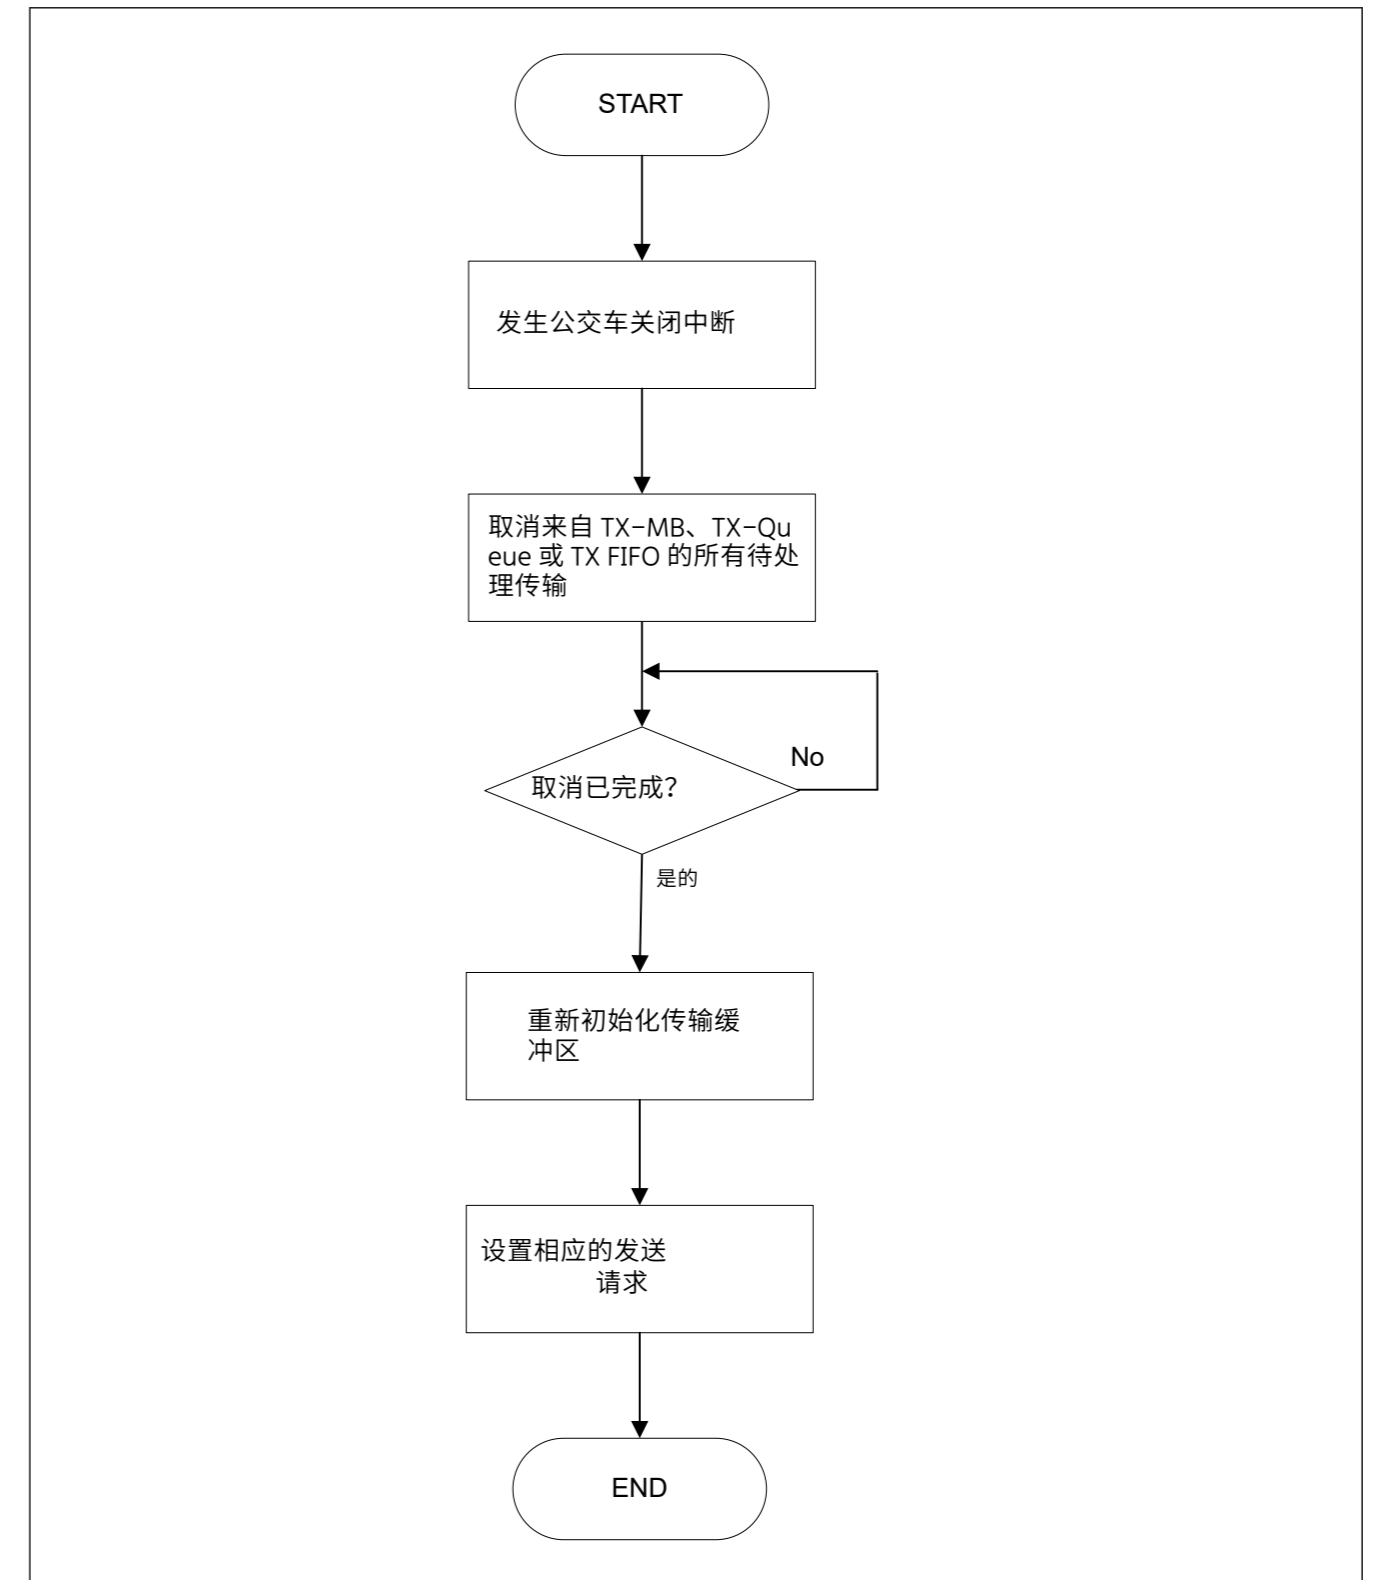 START
发生公交车关闭中断
取消来自 TX-MB、TX-Qu
eue 或 TX FIFO 的所有待处
理传输
No
取消已完成?
是的
重新初始化传输缓
冲区
设置相应的发送
请求
END